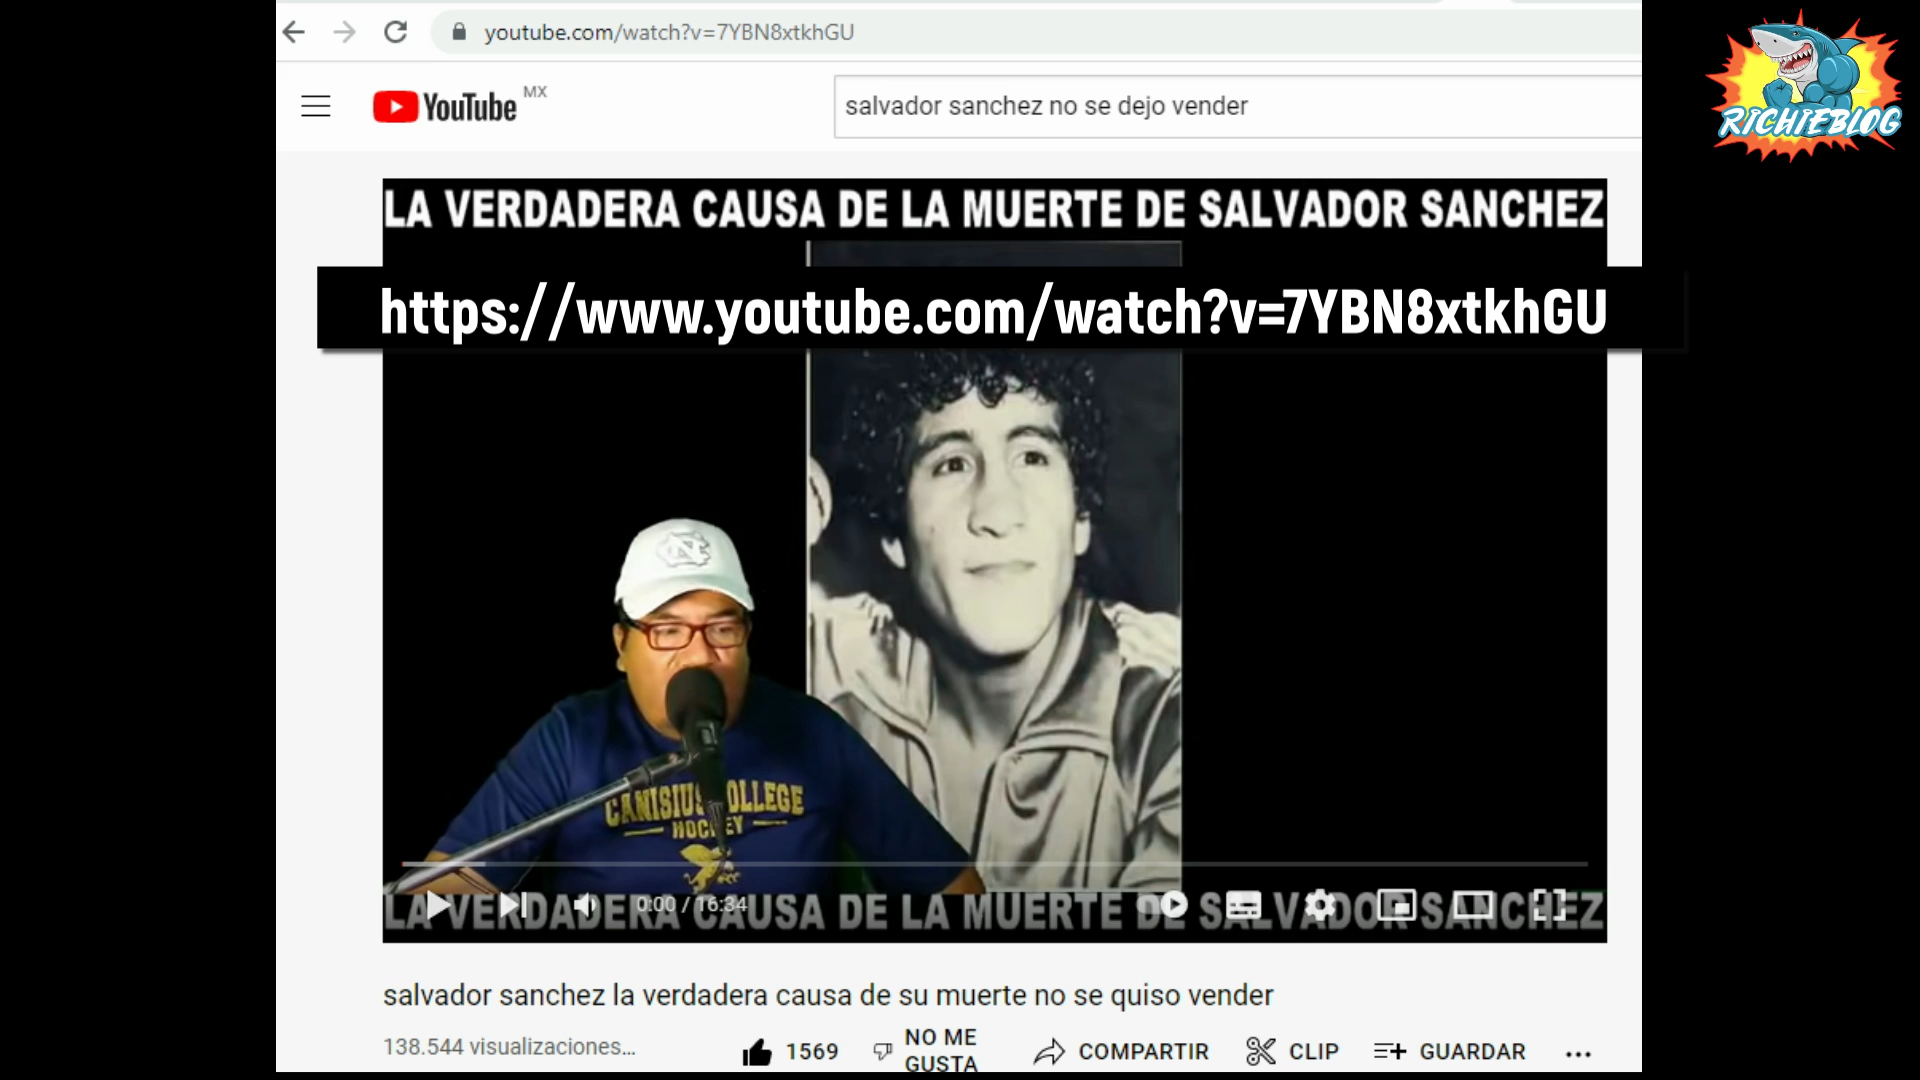 youtube.com/watch?v=7YBN8xtkhGU
YouTube MX
salvador sanchez no se dejo vender
RICHIEBLOG
LA VERDADERA CAUSA DE LA MUERTE DE SALVADOR SANCHEZ
https://www.youtube.com/watch?v=7YBN8xtkhGU
CANISIUS COLLEGE
HOCKEY
0:00 / 16:34
LA VERDADERA CAUSA DE LA MUERTE DE SALVADOR SANCHEZ
salvador sanchez la verdadera causa de su muerte no se quiso vender
138.544 visualizaciones...
1569
NO ME GUSTA
COMPARTIR
CLIP
GUARDAR